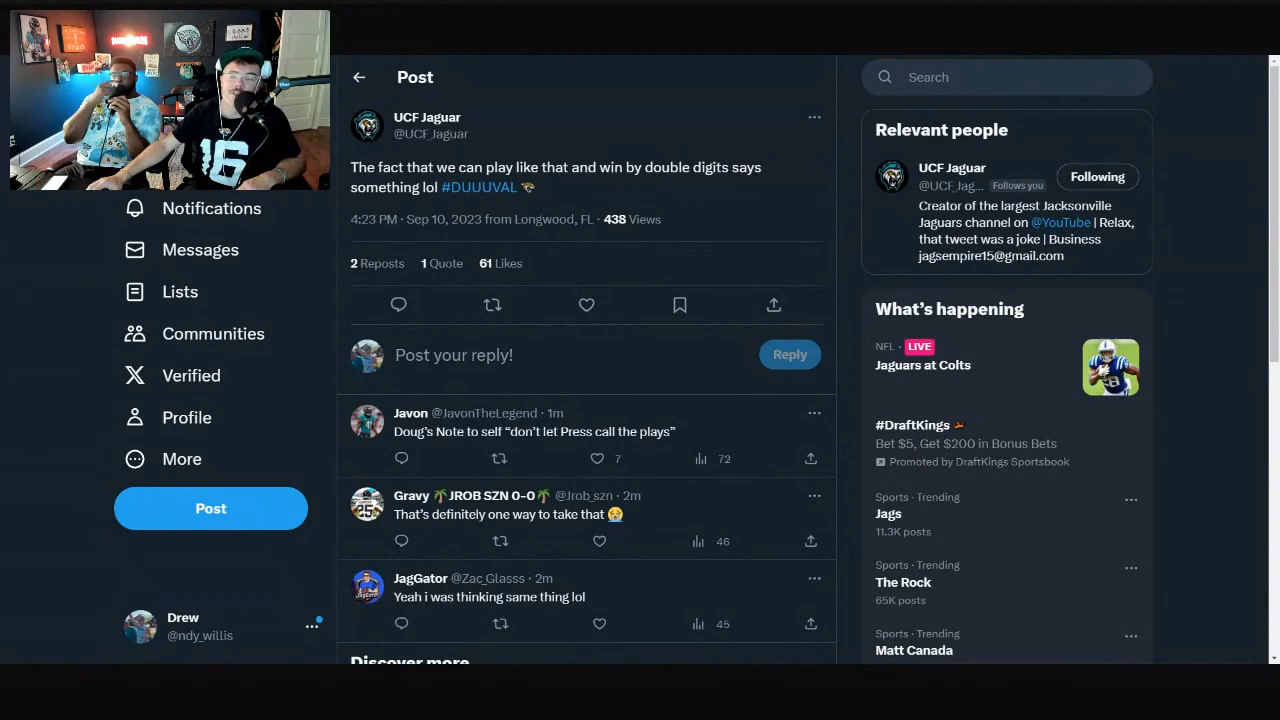 16
Post
Search
UCF Jaguar
@UCF_Jaguar
The fact that we can play like that and win by double digits says
something lol #DUUUVAL
4:23 PM · Sep 10, 2023 from Longwood, FL · 438 Views
2 Reposts 1 Quote 61 Likes
Post your reply!
Reply
Javon @JavonTheLegend · 1m
Doug's Note to self “don't let Press call the plays”
7 72
Gravy 🌴JROB SZN 0-0🌴 @Jrob_szn · 2m
25
That's definitely one way to take that 😭
46
JagGator @Zac_Glasss · 2m
Yeah i was thinking same thing lol
45
Discover more
Notifications
Messages
Lists
Communities
Verified
Profile
More
Post
Drew
@ndy_willis
Relevant people
UCF Jaguar
@UCF_Jag... Follows you
Following
Creator of the largest Jacksonville
Jaguars channel on @YouTube | Relax,
that tweet was a joke | Business
jagsempire15@gmail.com
What's happening
NFL · LIVE
Jaguars at Colts
#DraftKings
Bet $5, Get $200 in Bonus Bets
Promoted by DraftKings Sportsbook
Sports · Trending
Jags
11.3K posts
Sports · Trending
The Rock
65K posts
Sports · Trending
Matt Canada